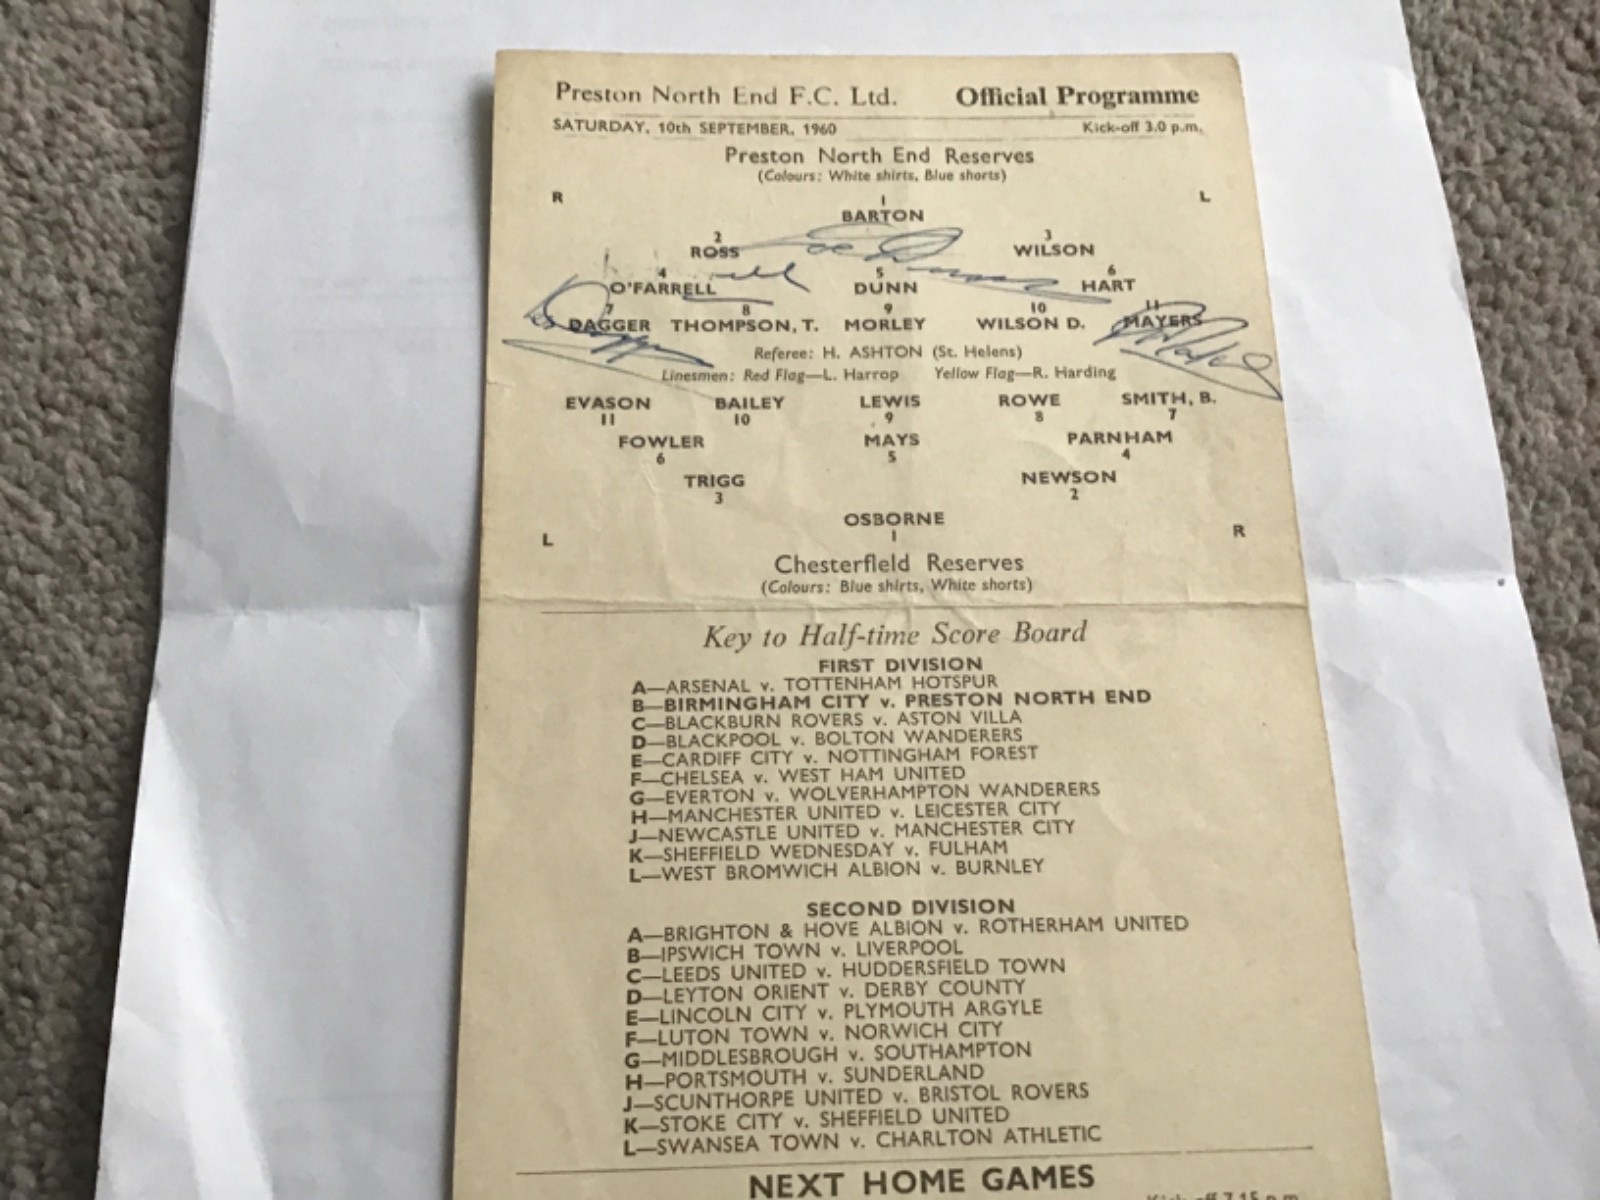 Preston North End F.C. Ltd. Official Programme
SATURDAY, 10th SEPTEMBER, 1960 Kick-off 3.0 p.m.
Preston North End Reserves
(Colours: White shirts, Blue shorts)
R L
1
BARTON
2 3
ROSS WILSON
4 5 6
O'FARRELL DUNN HART
7 8 9 10 11
DAGGER THOMPSON, T. MORLEY WILSON D. MAYERS
Referee: H. ASHTON (St. Helens)
Linesmen: Red Flag—L. Harrop Yellow Flag—R. Harding
EVASON BAILEY LEWIS ROWE SMITH, B.
11 10 9 8 7
FOWLER MAYS PARNHAM
6 5 4
TRIGG NEWSON
3 2
OSBORNE
1
L R
Chesterfield Reserves
(Colours: Blue shirts, White shorts)
Key to Half-time Score Board
FIRST DIVISION
A—ARSENAL v. TOTTENHAM HOTSPUR
B—BIRMINGHAM CITY v. PRESTON NORTH END
C—BLACKBURN ROVERS v. ASTON VILLA
D—BLACKPOOL v. BOLTON WANDERERS
E—CARDIFF CITY v. NOTTINGHAM FOREST
F—CHELSEA v. WEST HAM UNITED
G—EVERTON v. WOLVERHAMPTON WANDERERS
H—MANCHESTER UNITED v. LEICESTER CITY
J—NEWCASTLE UNITED v. MANCHESTER CITY
K—SHEFFIELD WEDNESDAY v. FULHAM
L—WEST BROMWICH ALBION v. BURNLEY
SECOND DIVISION
A—BRIGHTON & HOVE ALBION v. ROTHERHAM UNITED
B—IPSWICH TOWN v. LIVERPOOL
C—LEEDS UNITED v. HUDDERSFIELD TOWN
D—LEYTON ORIENT v. DERBY COUNTY
E—LINCOLN CITY v. PLYMOUTH ARGYLE
F—LUTON TOWN v. NORWICH CITY
G—MIDDLESBROUGH v. SOUTHAMPTON
H—PORTSMOUTH v. SUNDERLAND
J—SCUNTHORPE UNITED v. BRISTOL ROVERS
K—STOKE CITY v. SHEFFIELD UNITED
L—SWANSEA TOWN v. CHARLTON ATHLETIC
NEXT HOME GAMES
Kick-off 7.15 p.m.